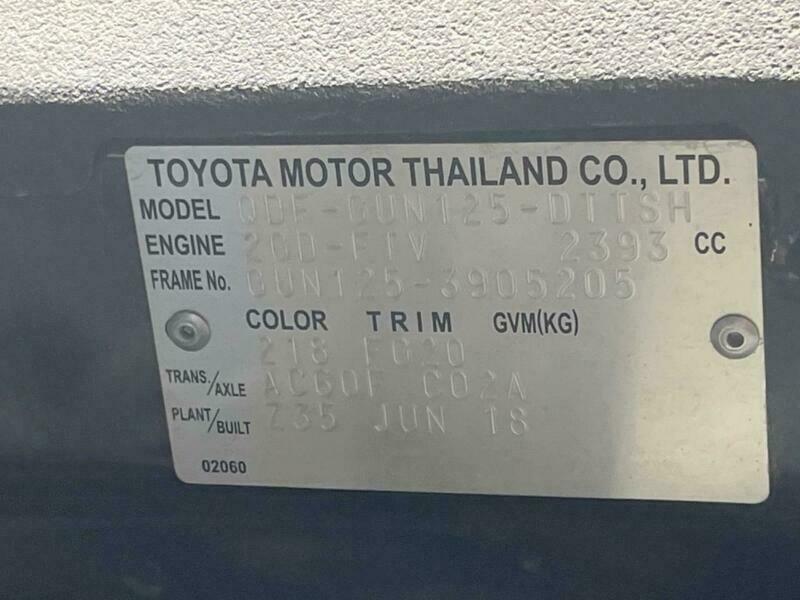 TOYOTA MOTOR THAILAND CO., LTD.
MODEL QDF-GUN125-DTTSH
ENGINE 2GD-FTV 2393 CC
FRAME No. GUN125-3905205
COLOR TRIM GVM(KG)
218 FG20
TRANS./AXLE AC60F C02A
PLANT/BUILT Z35 JUN 18
02060